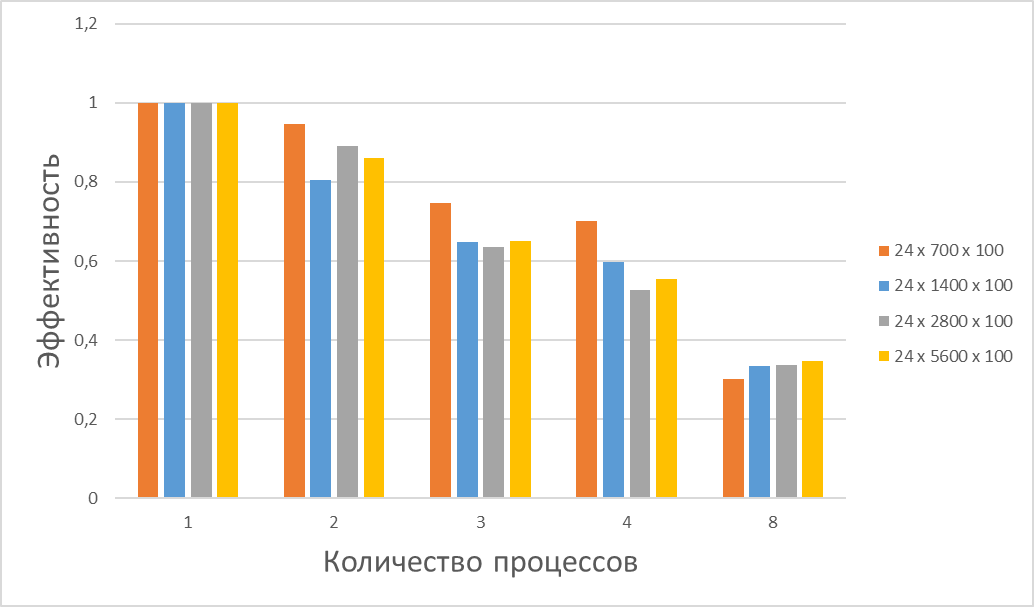 1,2
1
0,8
0,6
0,4
0,2
0
Эффективность
1 2 3 4 8
Количество процессов
24 x 700 x 100
24 x 1400 x 100
24 x 2800 x 100
24 x 5600 x 100